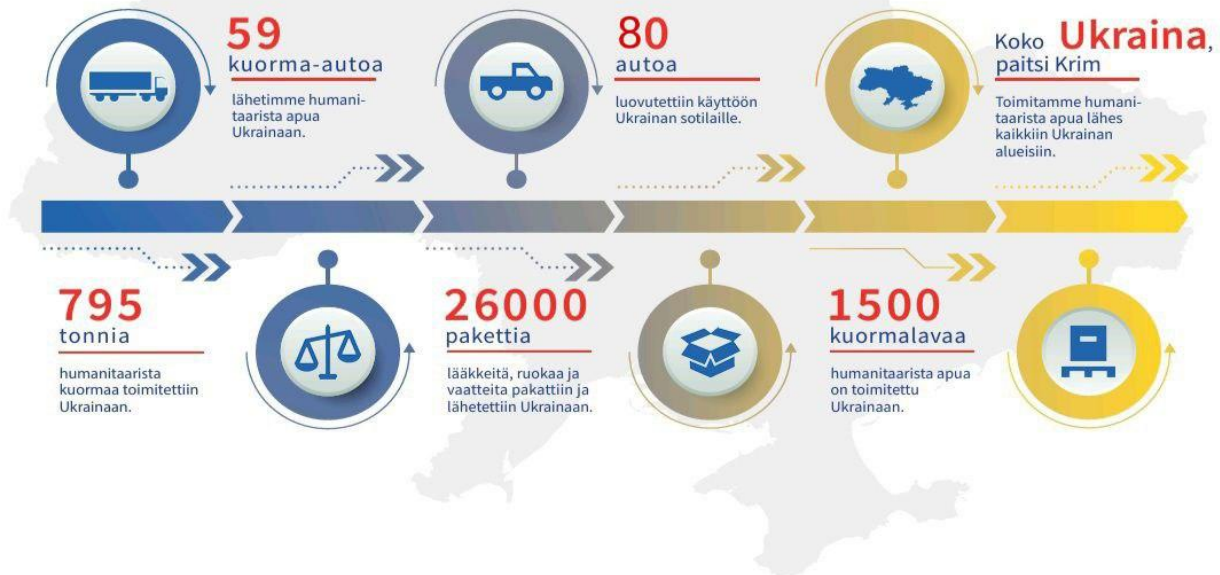 59
kuorma-autoa
lähetimme humani-
taarista apua
Ukrainaan.
80
autoa
luovutettiin käyttöön
Ukrainan sotilaille.
Koko Ukraina,
paitsi Krim
Toimitamme humani-
taarista apua lähes
kaikkiin Ukrainan
alueisiin.
795
tonnia
humanitaarista
kuormaa toimitettiin
Ukrainaan.
26000
pakettia
lääkkeitä, ruokaa ja
vaatteita pakattiin ja
lähetettiin Ukrainaan.
1500
kuormalavaa
humanitaarista apua
on toimitettu
Ukrainaan.